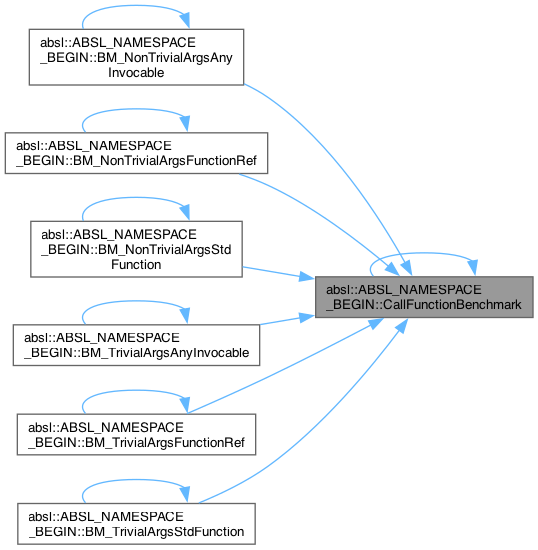 absl::ABSL_NAMESPACE
_BEGIN::BM_NonTrivialArgsAny
Invocable
absl::ABSL_NAMESPACE
_BEGIN::BM_NonTrivialArgsFunctionRef
absl::ABSL_NAMESPACE
_BEGIN::BM_NonTrivialArgsStd
Function
absl::ABSL_NAMESPACE
_BEGIN::CallFunctionBenchmark
absl::ABSL_NAMESPACE
_BEGIN::BM_TrivialArgsAnyInvocable
absl::ABSL_NAMESPACE
_BEGIN::BM_TrivialArgsFunctionRef
absl::ABSL_NAMESPACE
_BEGIN::BM_TrivialArgsStdFunction